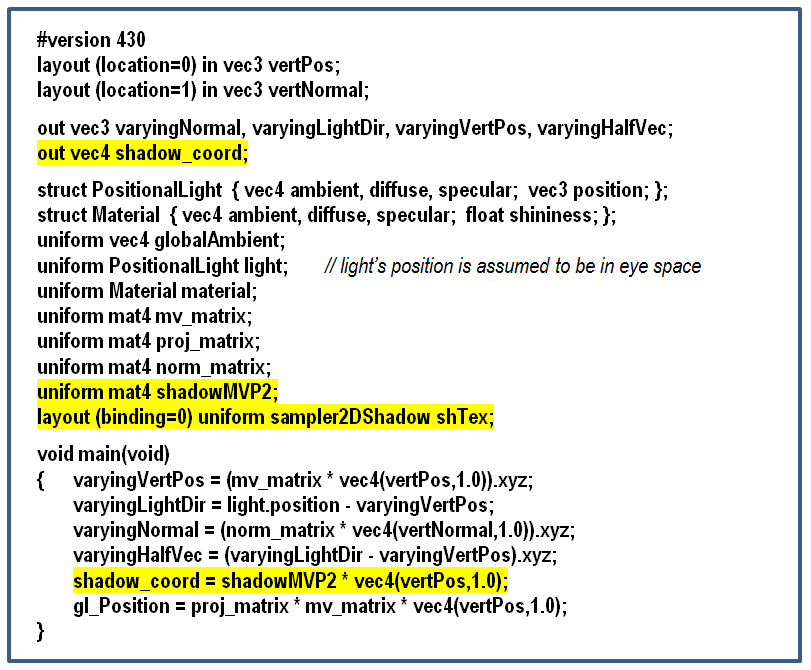 #version 430
layout (location=0) in vec3 vertPos;
layout (location=1) in vec3 vertNormal;
out vec3 varyingNormal, varyingLightDir, varyingVertPos, varyingHalfVec;
out vec4 shadow_coord;
struct PositionalLight { vec4 ambient, diffuse, specular; vec3 position; };
struct Material { vec4 ambient, diffuse, specular; float shininess; };
uniform vec4 globalAmbient;
uniform PositionalLight light; // light’s position is assumed to be in eye space
uniform Material material;
uniform mat4 mv_matrix;
uniform mat4 proj_matrix;
uniform mat4 norm_matrix;
uniform mat4 shadowMVP2;
layout (binding=0) uniform sampler2DShadow shTex;
void main(void)
{ varyingVertPos = (mv_matrix * vec4(vertPos,1.0)).xyz;
varyingLightDir = light.position - varyingVertPos;
varyingNormal = (norm_matrix * vec4(vertNormal,1.0)).xyz;
varyingHalfVec = (varyingLightDir - varyingVertPos).xyz;
shadow_coord = shadowMVP2 * vec4(vertPos,1.0);
gl_Position = proj_matrix * mv_matrix * vec4(vertPos,1.0);
}